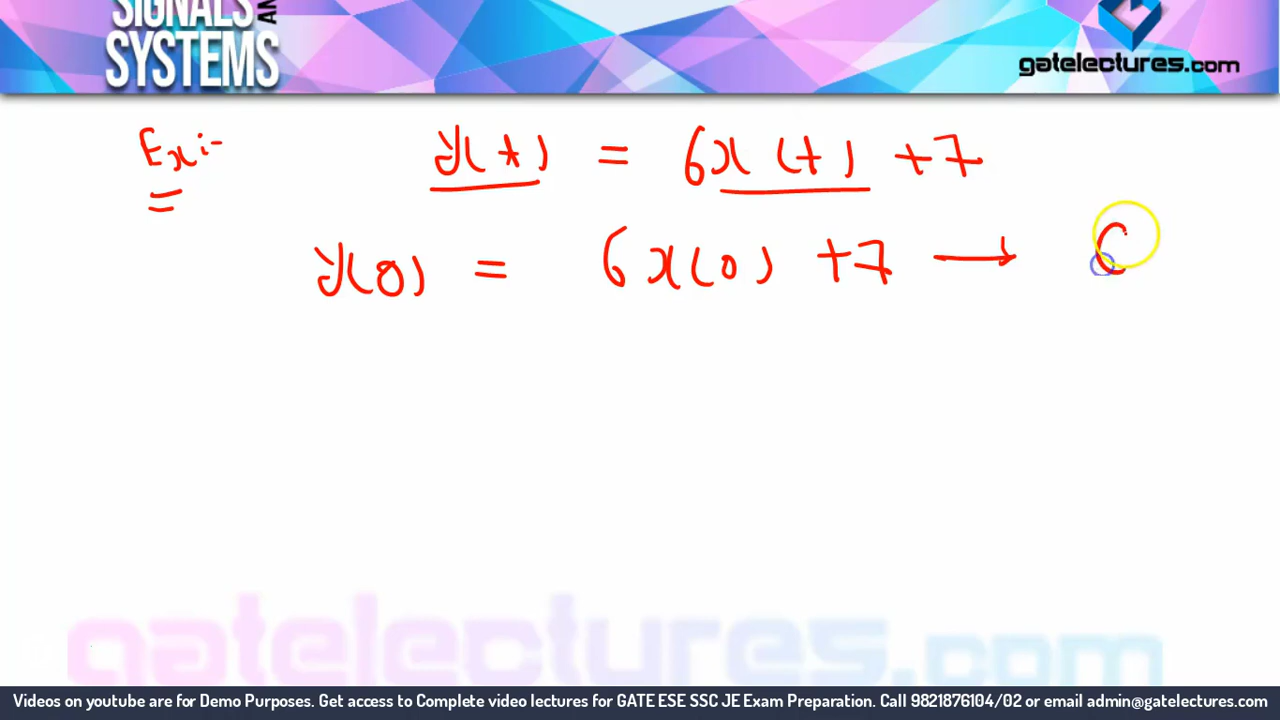 SIGNALS AN
SYSTEMS
gatelectures.com
Ex:-
y(t) = 6x(t) + 7
y(0) = 6x(0) + 7 →
gatelectures.com
Videos on youtube are for Demo Purposes. Get access to Complete video lectures for GATE ESE SSC JE Exam Preparation. Call 9821876104/02 or email admin@gatelectures.com